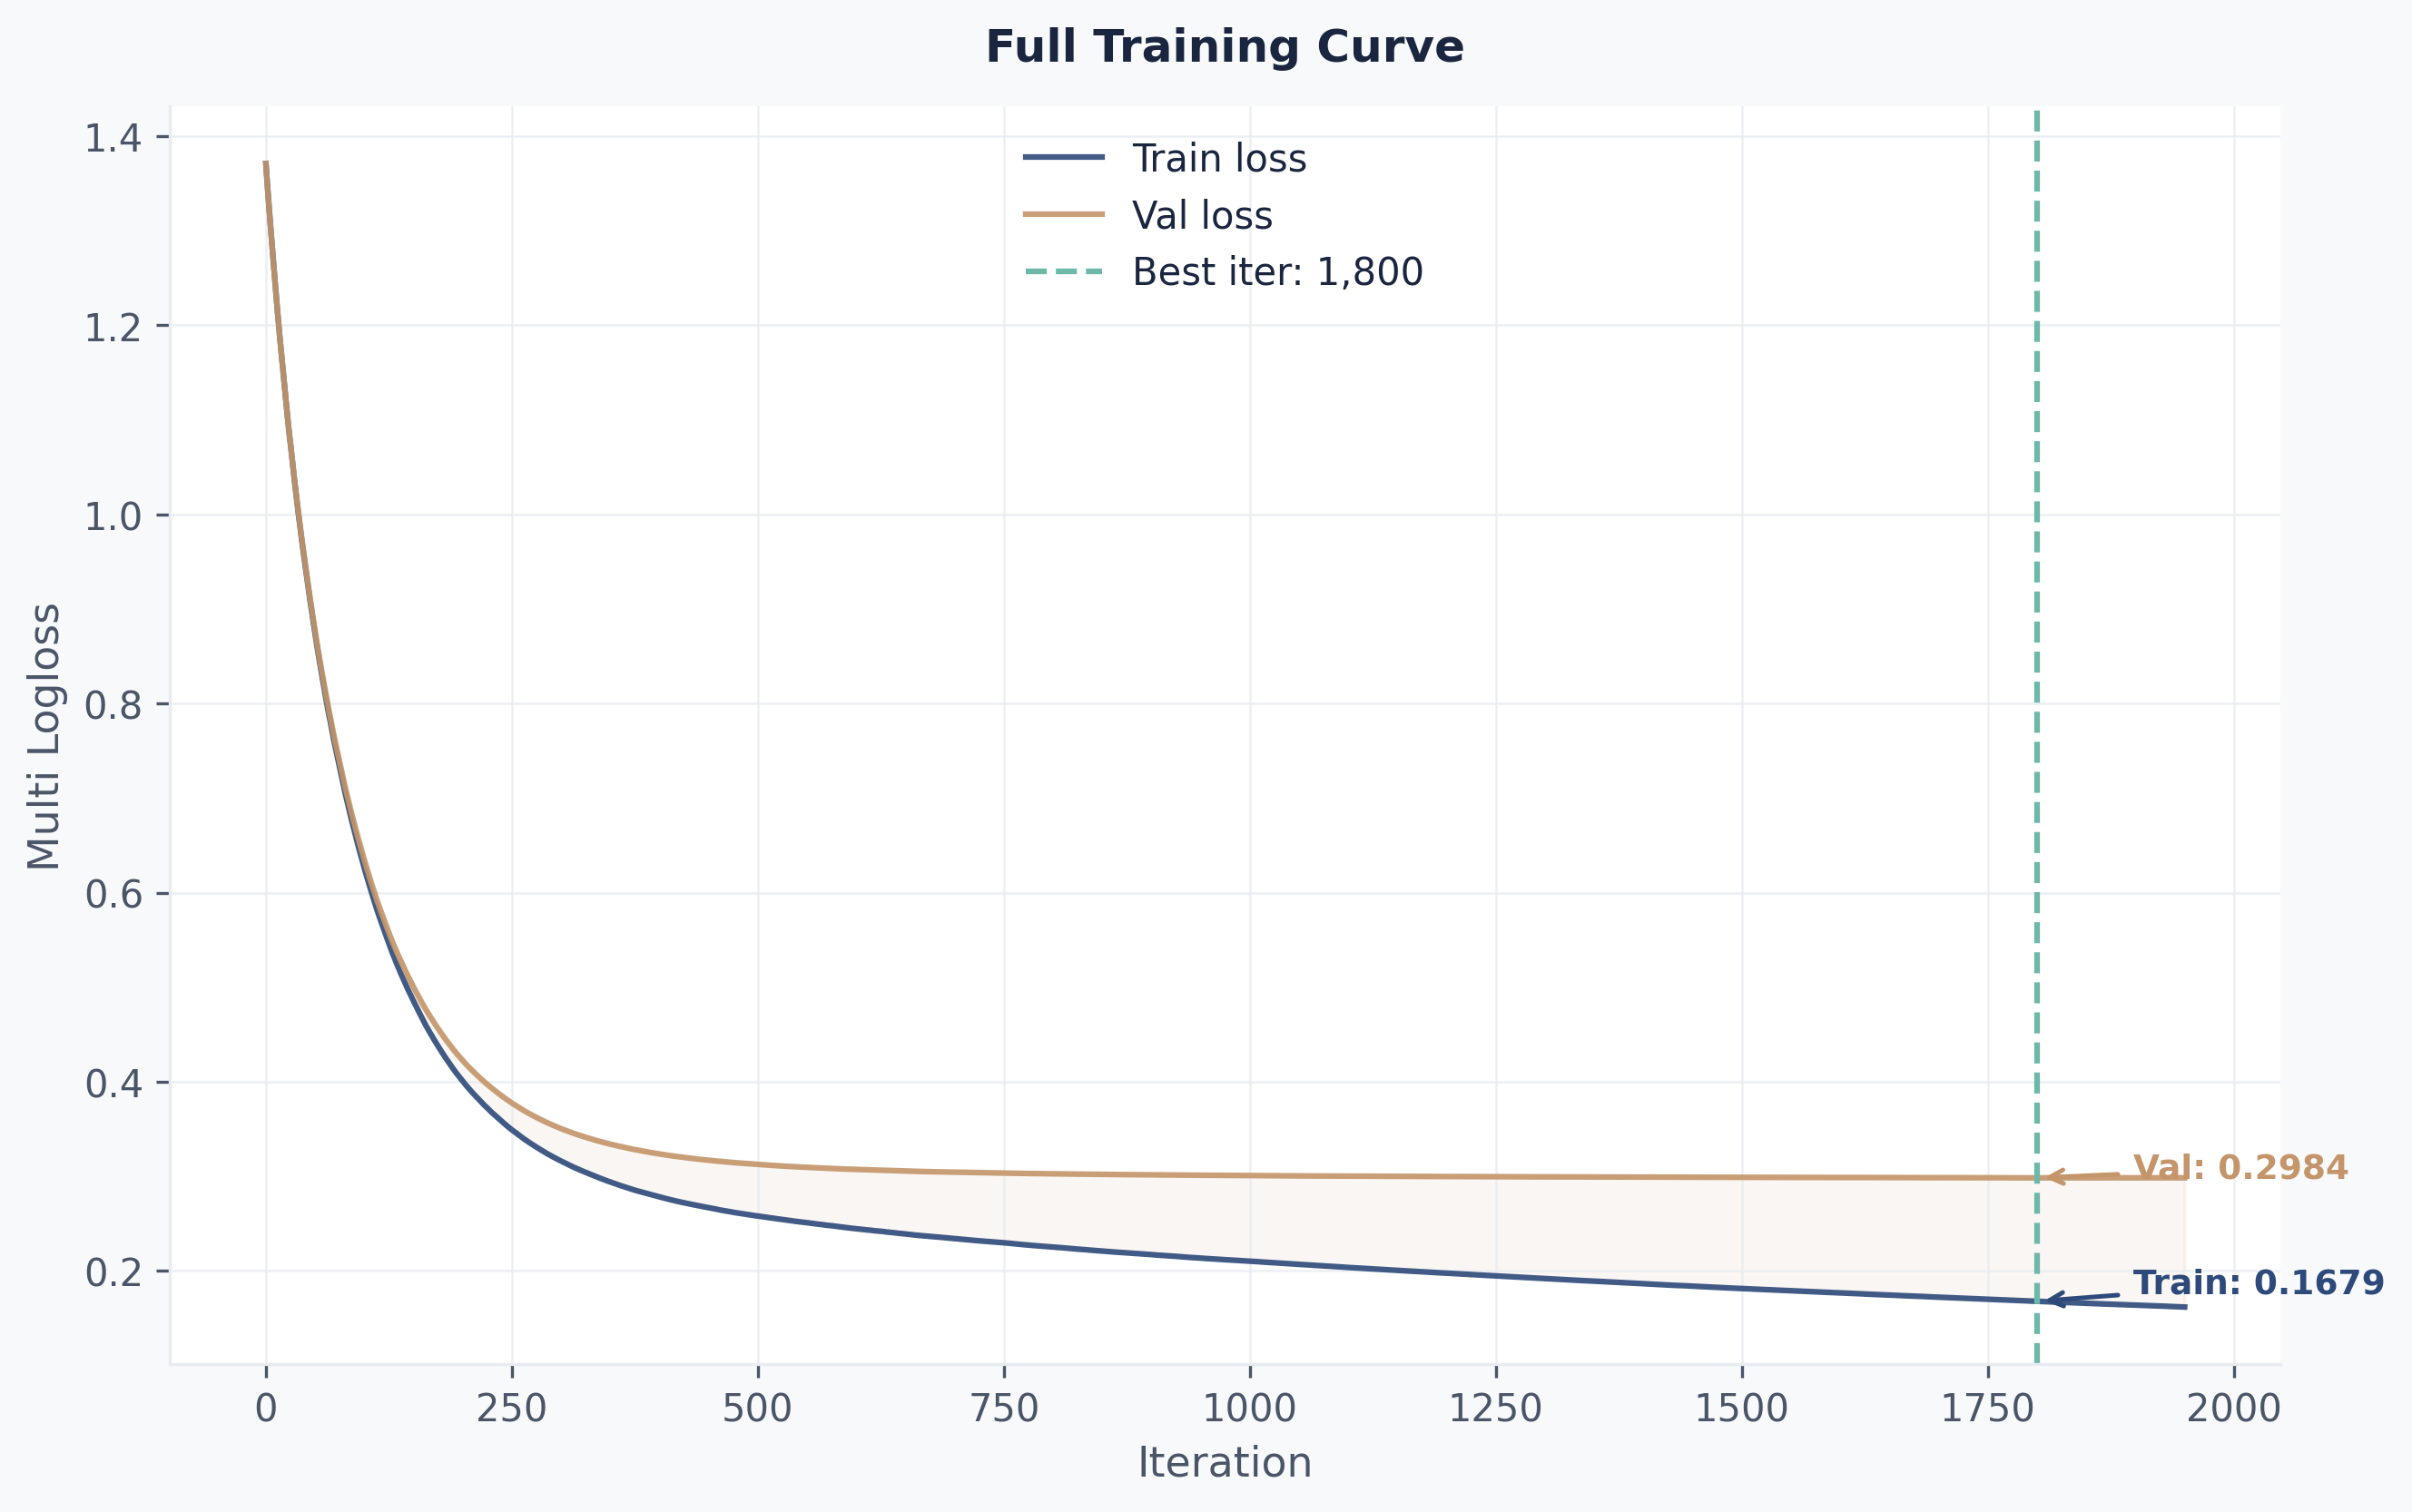 Full Training Curve
Train loss
Val loss
Best iter: 1,800
Multi Logloss
1.4
1.2
1.0
0.8
0.6
0.4
0.2
Val: 0.2984
Train: 0.1679
0 250 500 750 1000 1250 1500 1750 2000
Iteration